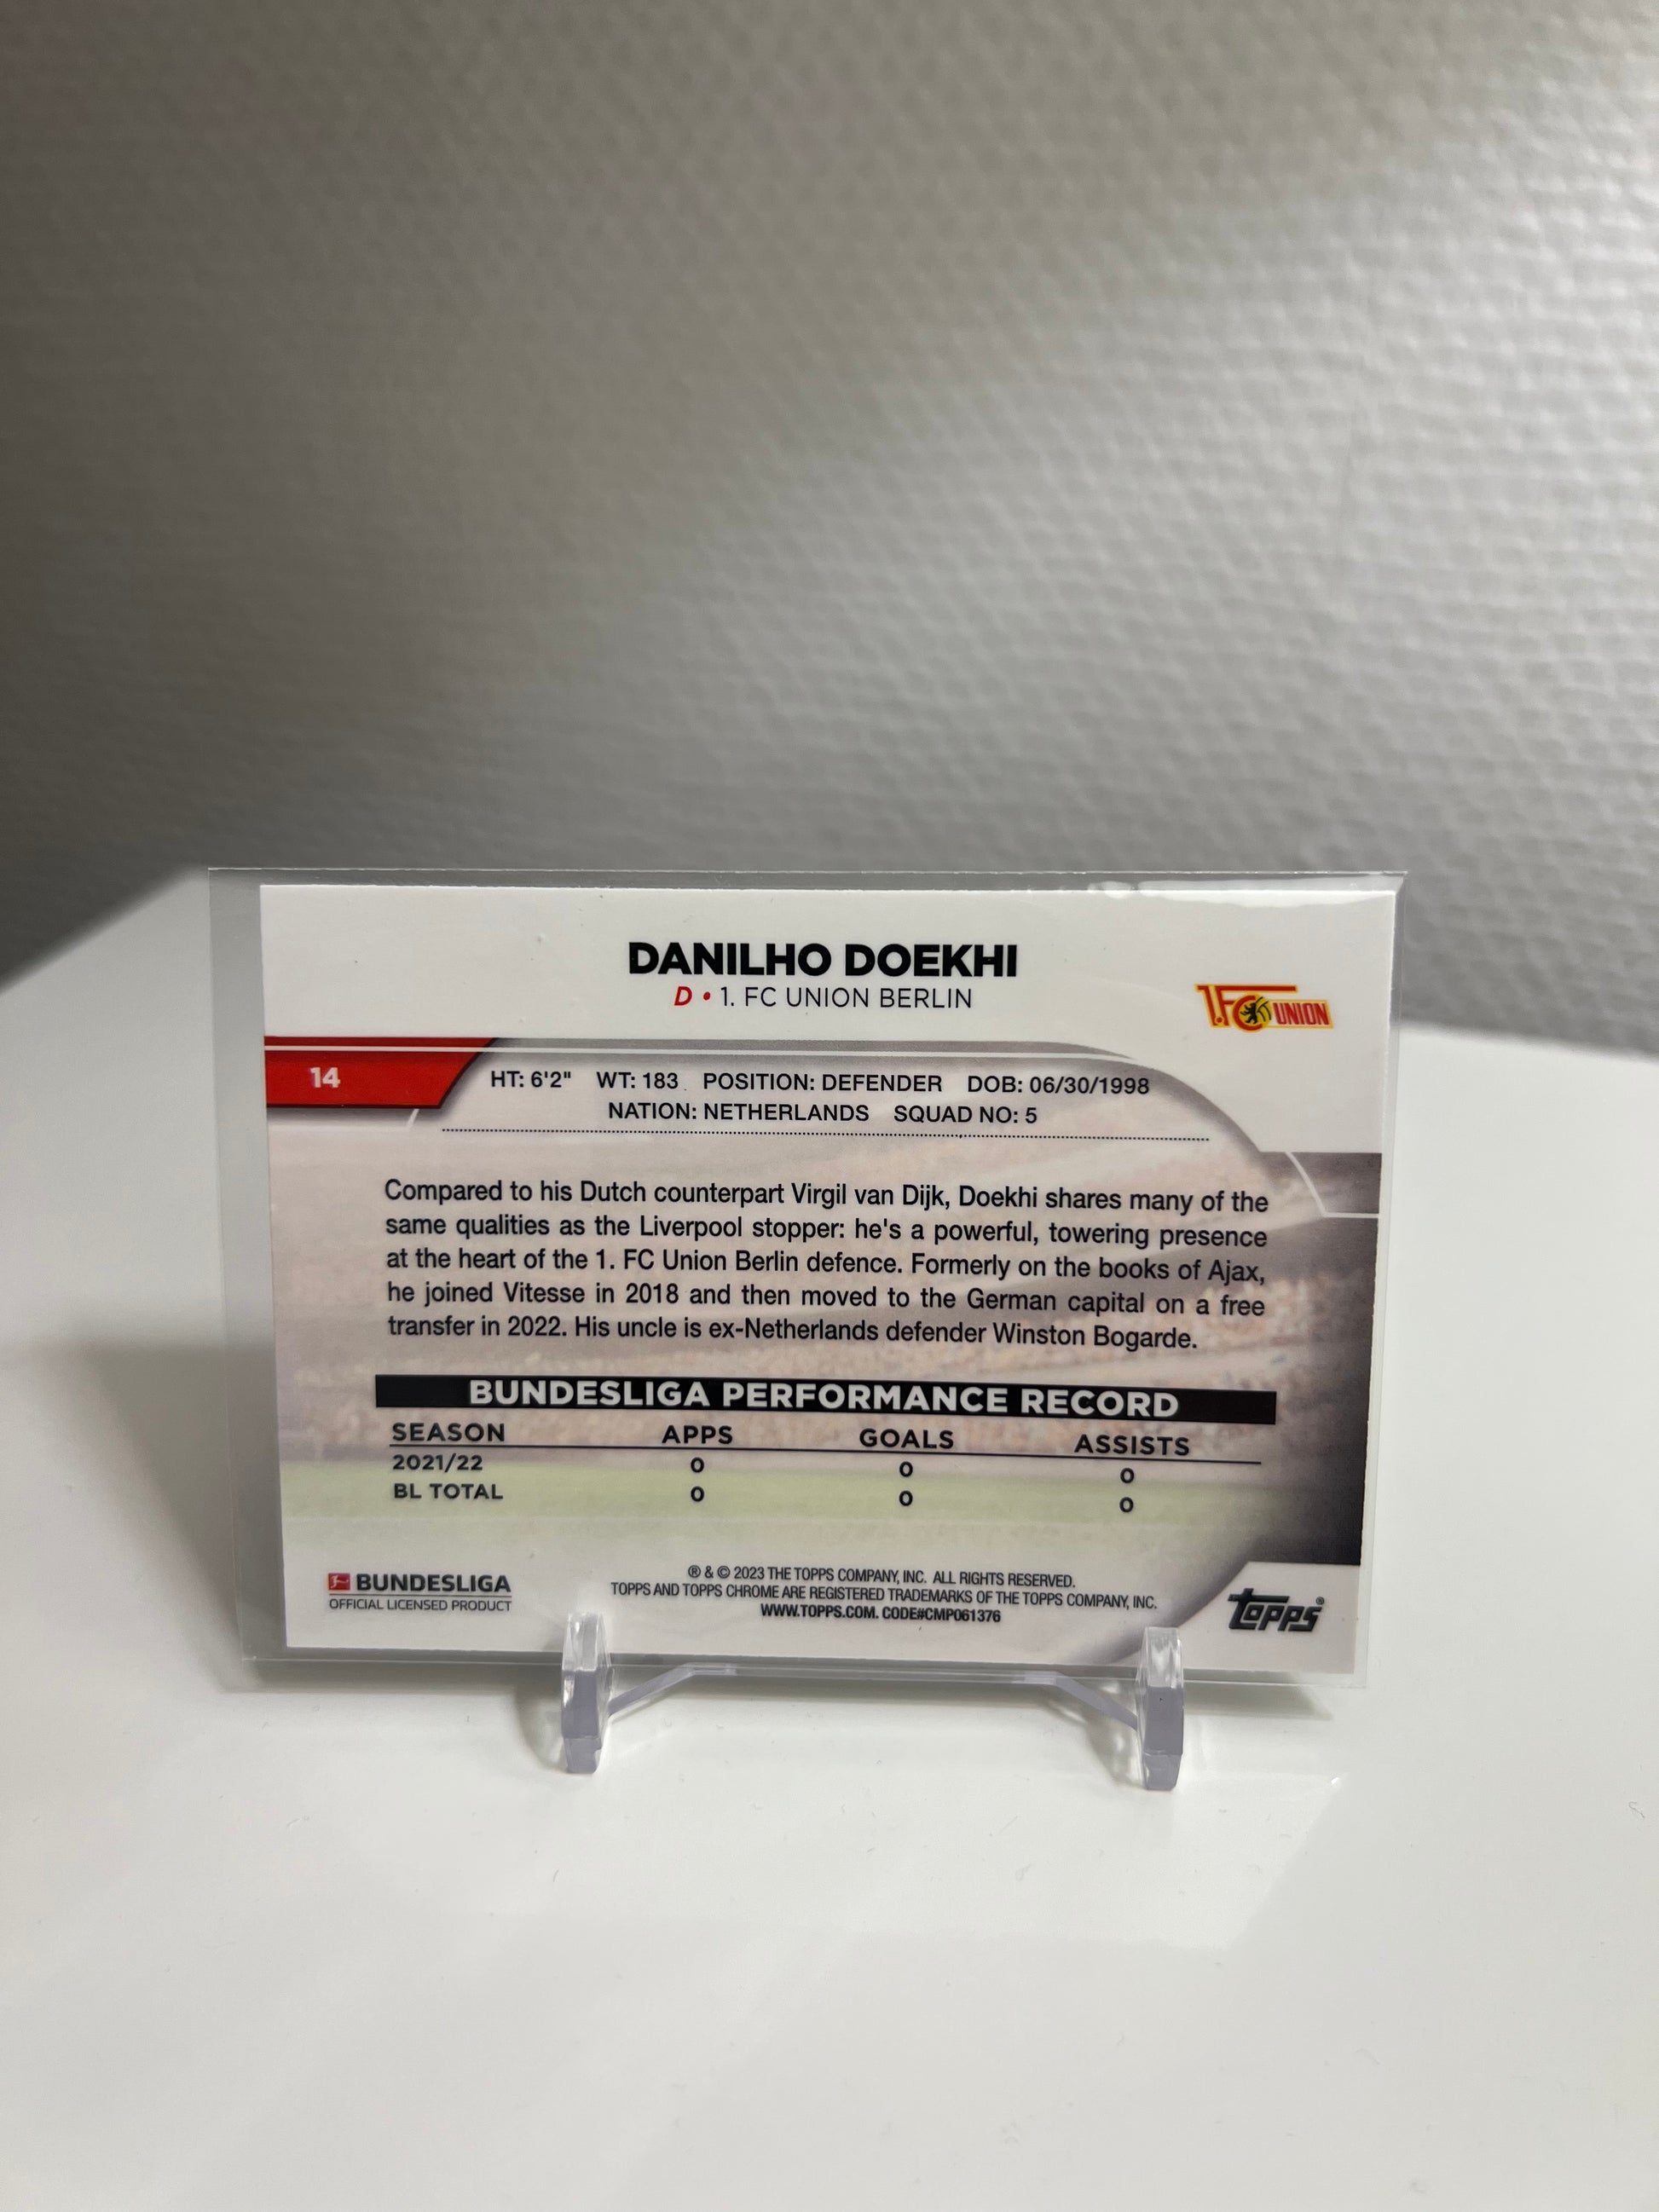 DANILHO DOEKHI
D • 1. FC UNION BERLIN
1.FC UNION
14
HT: 6'2" WT: 183 POSITION: DEFENDER DOB: 06/30/1998
NATION: NETHERLANDS SQUAD NO: 5
Compared to his Dutch counterpart Virgil van Dijk, Doekhi shares many of the
same qualities as the Liverpool stopper: he's a powerful, towering presence
at the heart of the 1. FC Union Berlin defence. Formerly on the books of Ajax,
he joined Vitesse in 2018 and then moved to the German capital on a free
transfer in 2022. His uncle is ex-Netherlands defender Winston Bogarde.
BUNDESLIGA PERFORMANCE RECORD
SEASON APPS GOALS ASSISTS
2021/22 0 0 0
BL TOTAL 0 0 0
BUNDESLIGA
OFFICIAL LICENSED PRODUCT
® & © 2023 THE TOPPS COMPANY, INC. ALL RIGHTS RESERVED.
TOPPS AND TOPPS CHROME ARE REGISTERED TRADEMARKS OF THE TOPPS COMPANY, INC.
WWW.TOPPS.COM. CODE#CMP061376
topps®